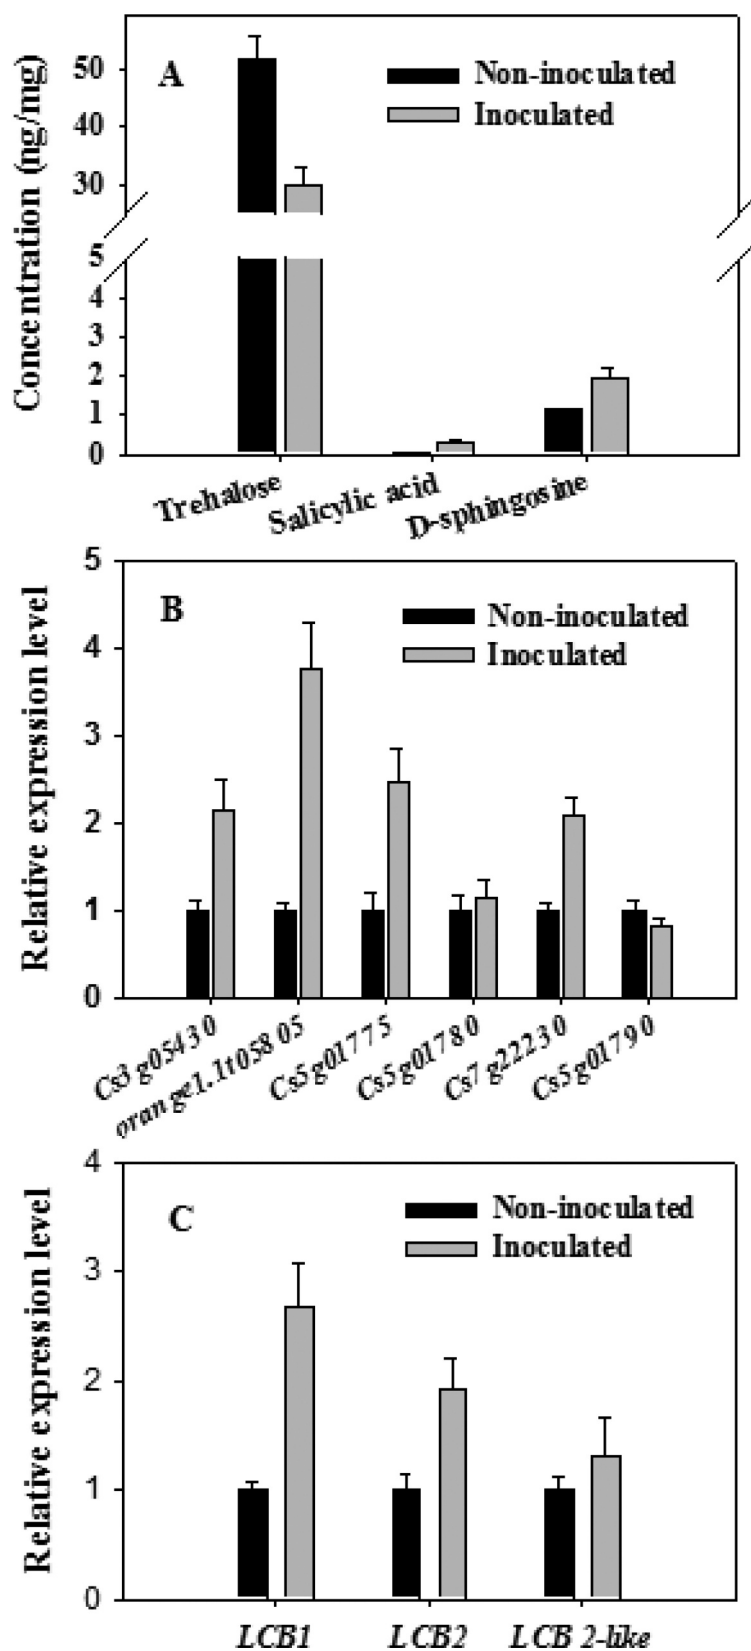 A
Non-inoculated
Inoculated
Concentration (ng/mg)
50
40
30
5
4
3
2
1
0
Trehalose
Salicylic acid
D-sphingosine
B
Non-inoculated
Inoculated
Relative expression level
5
4
3
2
1
0
Cs3g05430
orange1.1t05805
Cs5g01775
Cs5g01780
Cs7g22230
Cs5g01790
C
Non-inoculated
Inoculated
Relative expression level
4
3
2
1
0
LCB1
LCB2
LCB 2-like